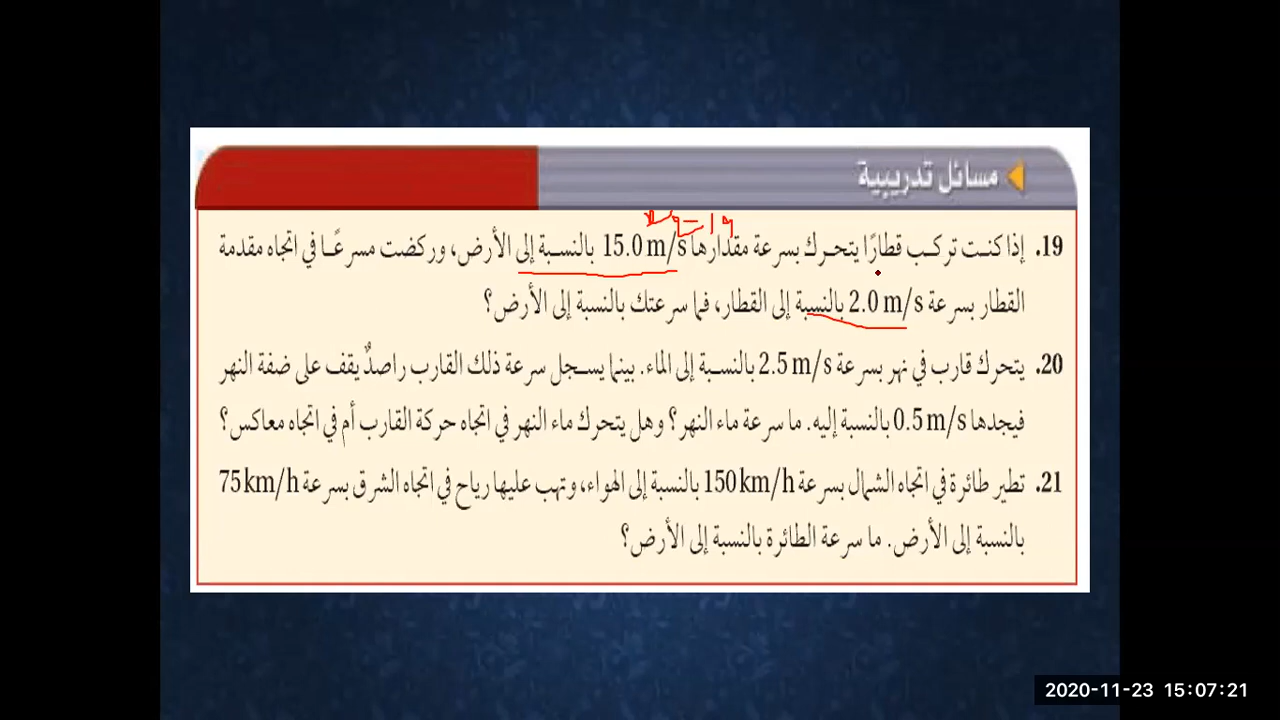 مسائل تدريبية
19. إذا كنت تركب قطارًا يتحرك بسرعة مقدارها 15.0 m/s بالنسبة إلى الأرض، وركضت مسرعًا في اتجاه مقدمة
القطار بسرعة 2.0 m/s بالنسبة إلى القطار، فما سرعتك بالنسبة إلى الأرض؟
20. يتحرك قارب في نهر بسرعة 2.5 m/s بالنسبة إلى الماء. بينما يسجل سرعة ذلك القارب راصدٌ يقف على ضفة النهر
فيجدها 0.5 m/s بالنسبة إليه. ما سرعة ماء النهر؟ وهل يتحرك ماء النهر في اتجاه حركة القارب أم في اتجاه معاكس؟
21. تطير طائرة في اتجاه الشمال بسرعة 150 km/h بالنسبة إلى الهواء، وتهب عليها رياح في اتجاه الشرق بسرعة 75 km/h
بالنسبة إلى الأرض. ما سرعة الطائرة بالنسبة إلى الأرض؟
2020-11-23 15:07:21